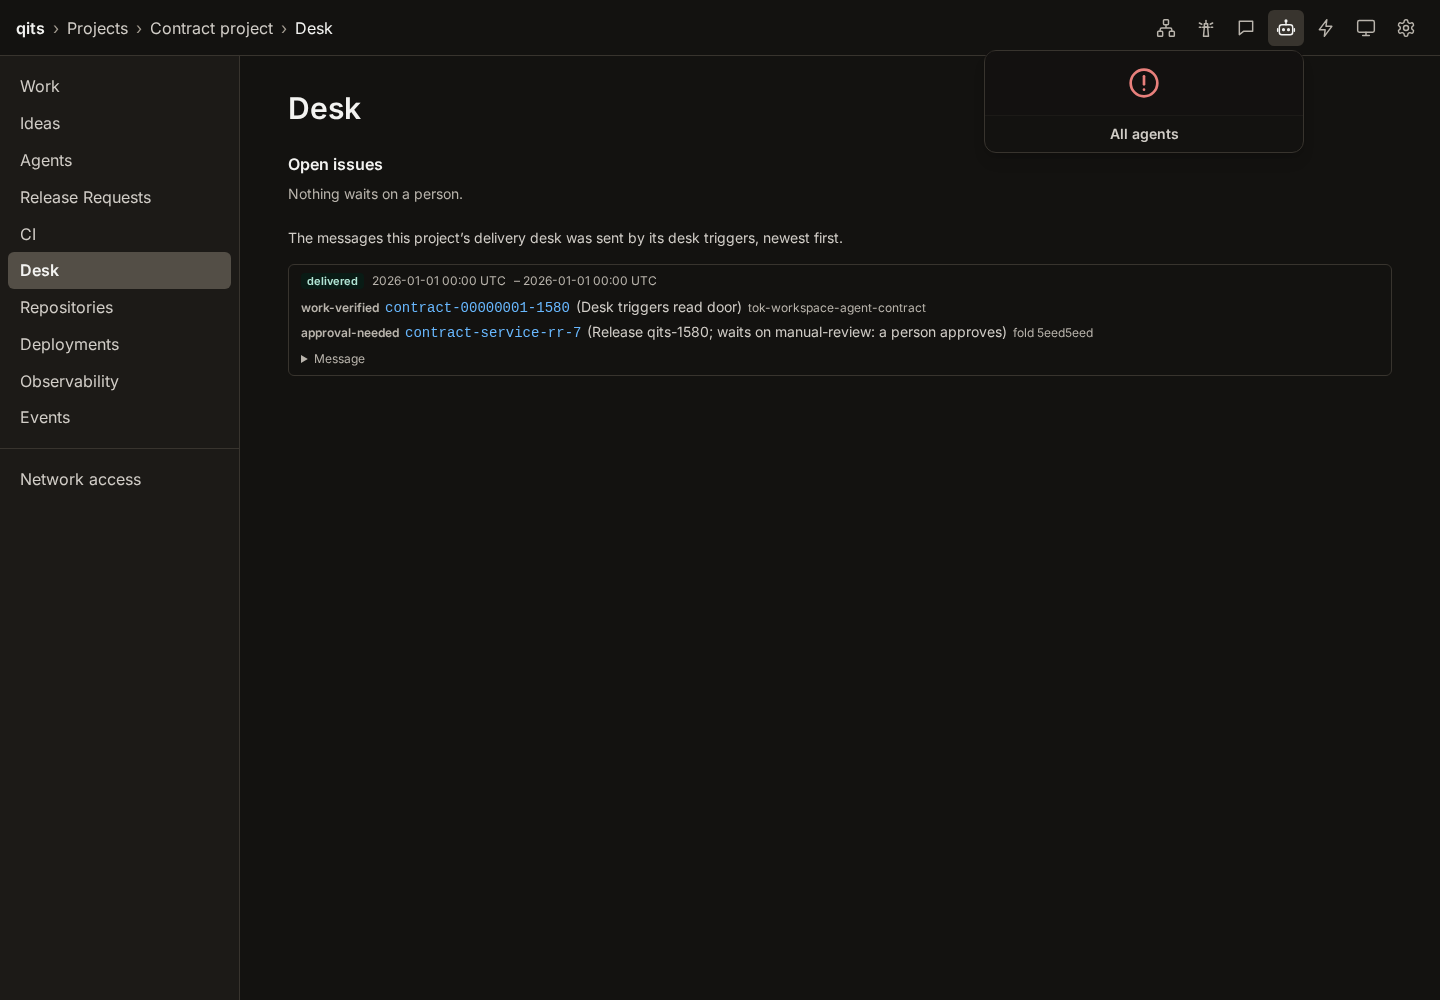 qits › Projects › Contract project › Desk
All agents
Work
Ideas
Agents
Release Requests
CI
Desk
Repositories
Deployments
Observability
Events
Network access
Desk
Open issues
Nothing waits on a person.
The messages this project’s delivery desk was sent by its desk triggers, newest first.
delivered 2026-01-01 00:00 UTC – 2026-01-01 00:00 UTC
work-verified contract-00000001-1580 (Desk triggers read door) tok-workspace-agent-contract
approval-needed contract-service-rr-7 (Release qits-1580; waits on manual-review: a person approves) fold 5eed5eed
Message